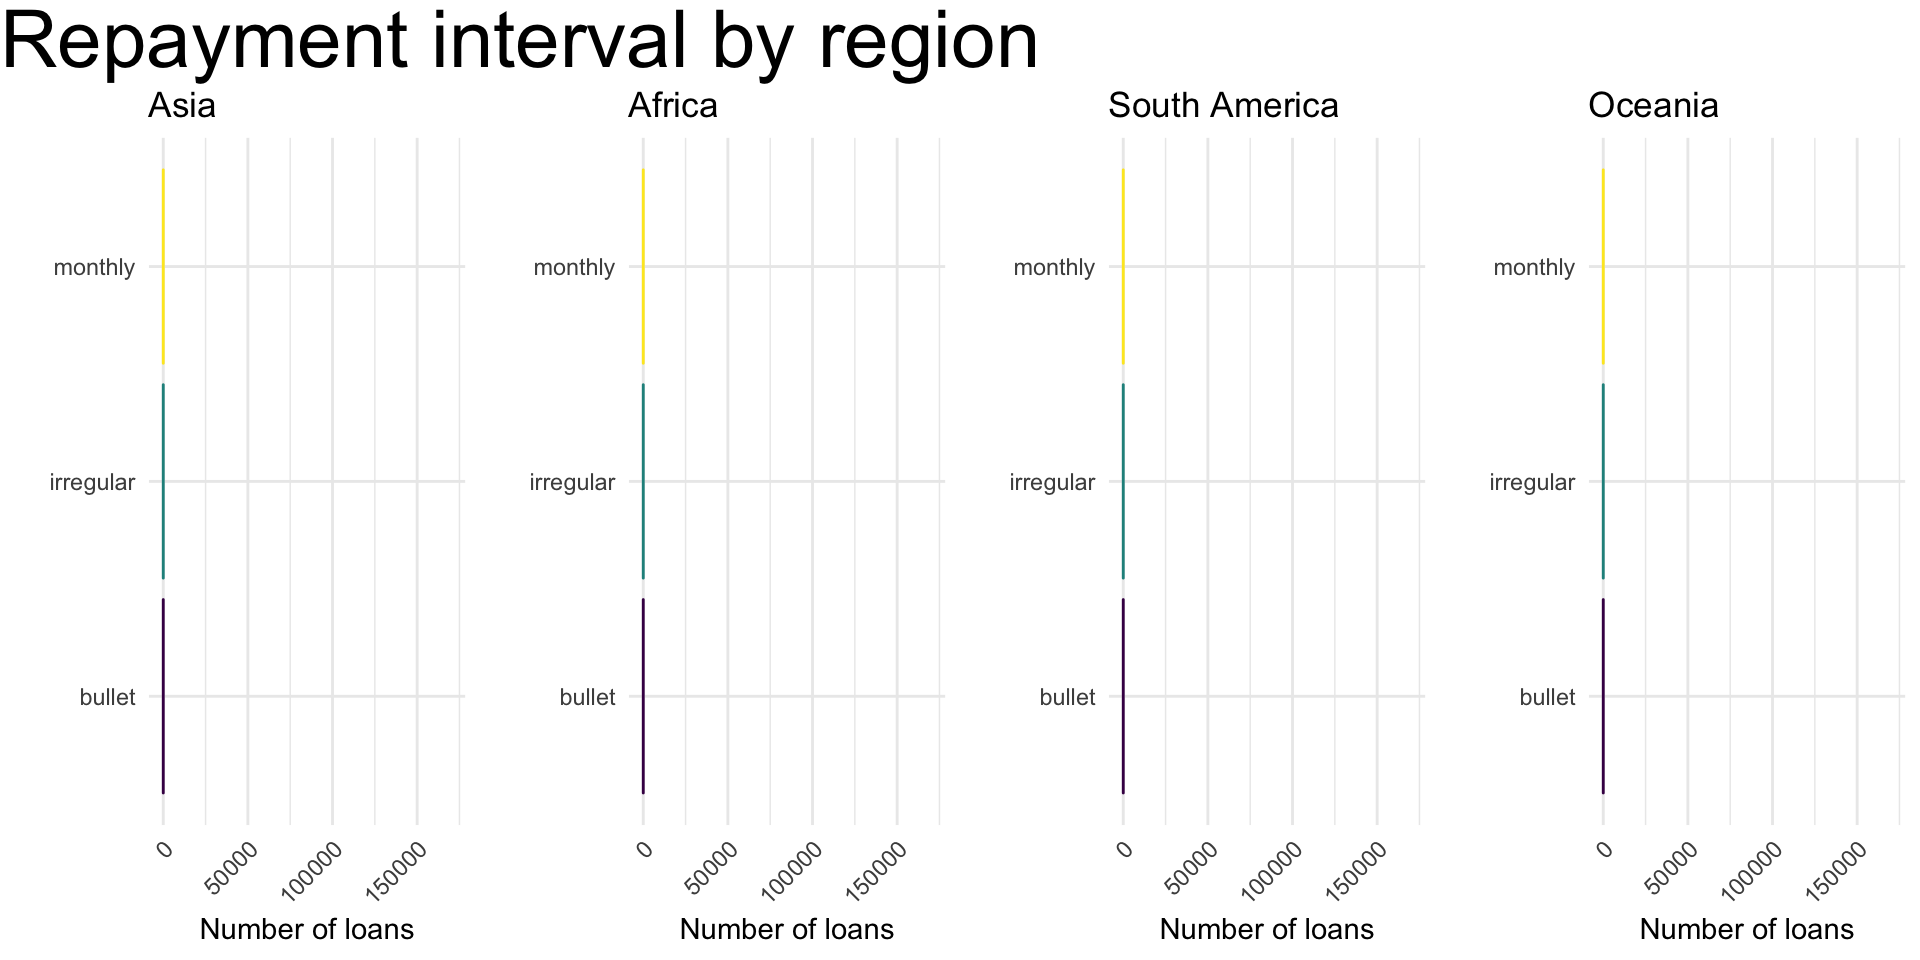 Repayment interval by region
Asia
monthly
irregular
bullet
0
50000
100000
150000
Number of loans
Africa
monthly
irregular
bullet
0
50000
100000
150000
Number of loans
South America
monthly
irregular
bullet
0
50000
100000
150000
Number of loans
Oceania
monthly
irregular
bullet
0
50000
100000
150000
Number of loans